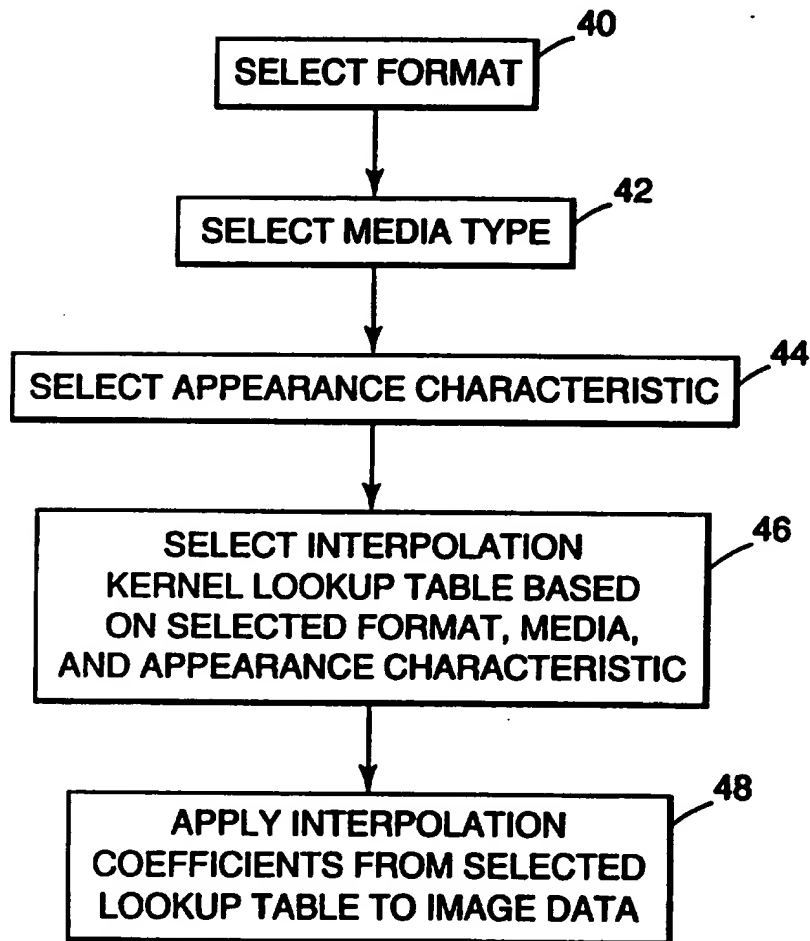 40
SELECT FORMAT
42
SELECT MEDIA TYPE
44
SELECT APPEARANCE CHARACTERISTIC
46
SELECT INTERPOLATION
KERNEL LOOKUP TABLE BASED
ON SELECTED FORMAT, MEDIA,
AND APPEARANCE CHARACTERISTIC
48
APPLY INTERPOLATION
COEFFICIENTS FROM SELECTED
LOOKUP TABLE TO IMAGE DATA